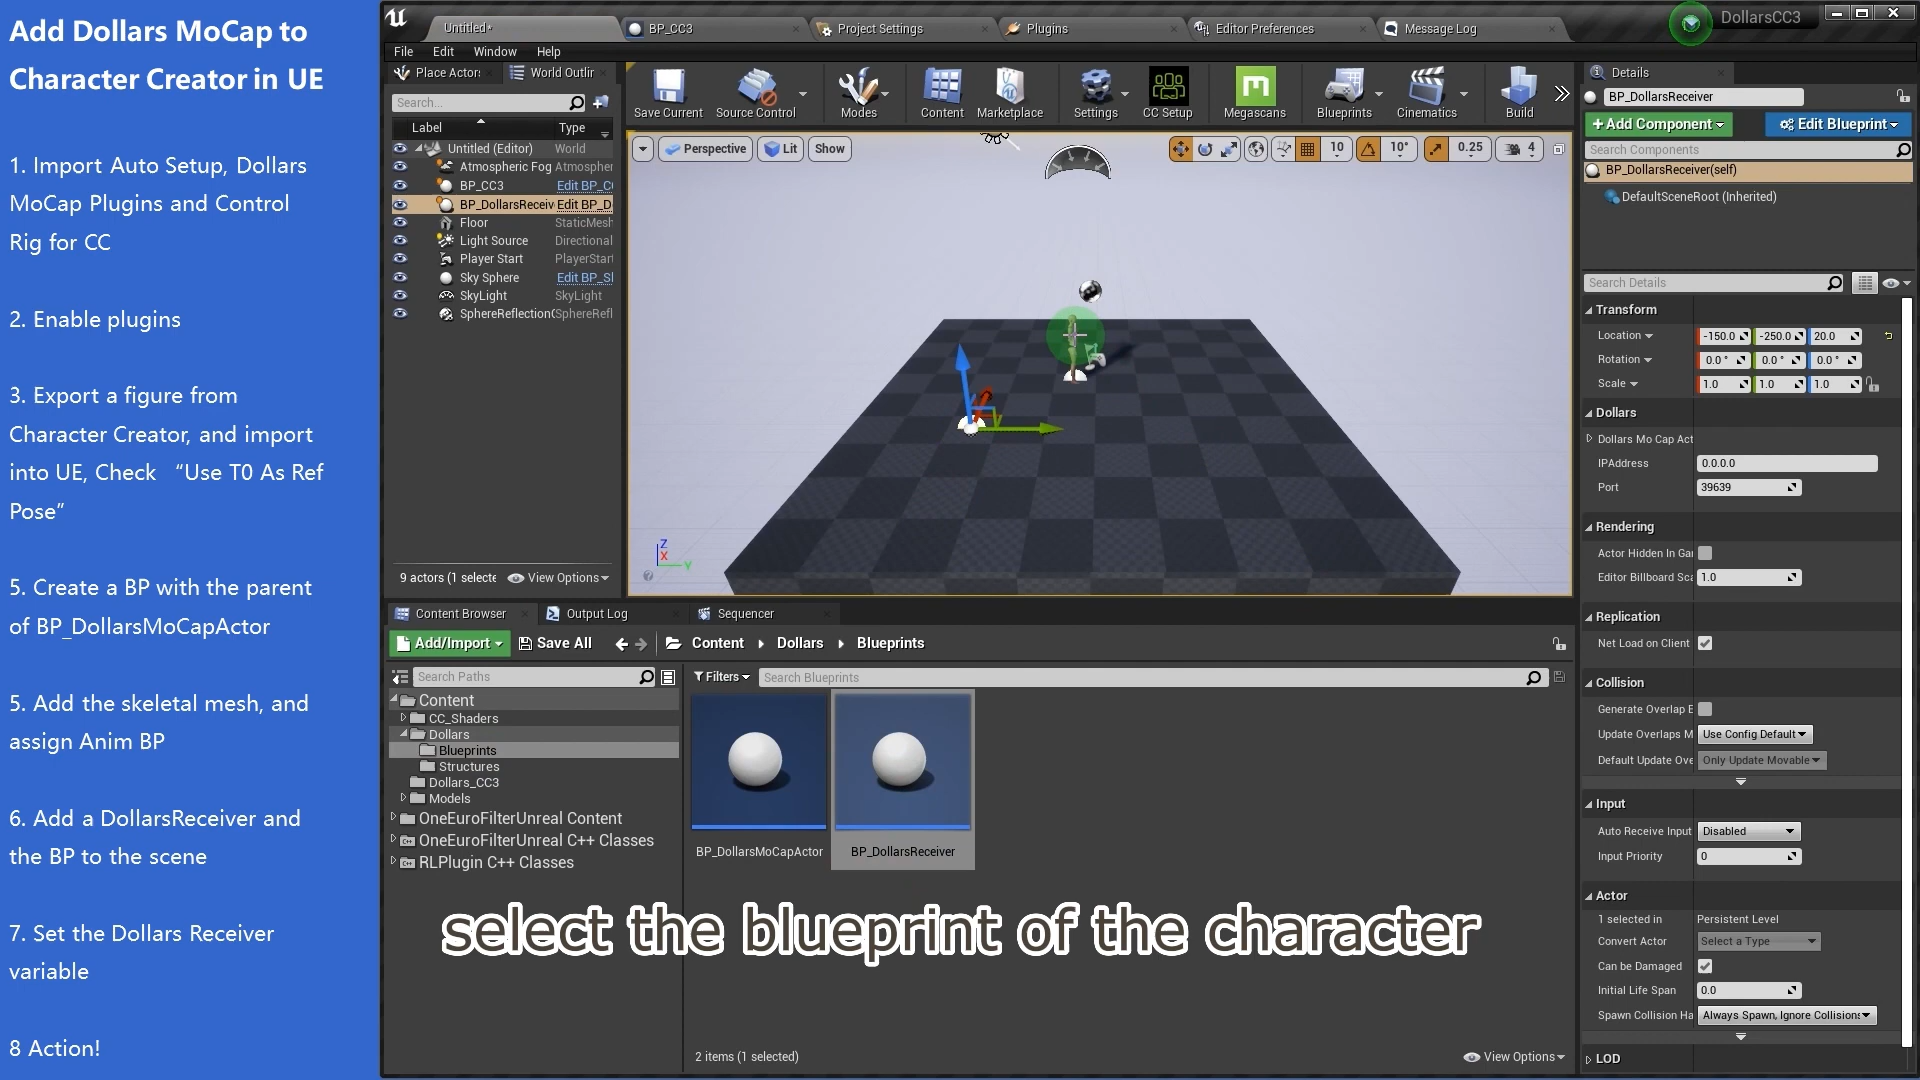 Add Dollars MoCap to
Character Creator in UE
1. Import Auto Setup, Dollars
MoCap Plugins and Control
Rig for CC
2. Enable plugins
3. Export a figure from
Character Creator, and import
into UE, Check “Use T0 As Ref
Pose”
5. Create a BP with the parent
of BP_DollarsMoCapActor
5. Add the skeletal mesh, and
assign Anim BP
6. Add a DollarsReceiver and
the BP to the scene
7. Set the Dollars Receiver
variable
8 Action!
Untitled*
BP_CC3
Project Settings
Plugins
Editor Preferences
Message Log
DollarsCC3
File Edit Window Help
Place Actors
World Outlin
Search...
Label Type
Untitled (Editor) World
Atmospheric Fog Atmospher
BP_CC3 Edit BP_C
BP_DollarsReceiv Edit BP_D
Floor StaticMesh
Light Source Directional
Player Start PlayerStart
Sky Sphere Edit BP_S
SkyLight SkyLight
SphereReflection SphereRefl
9 actors (1 selecte View Options
Save Current
Source Control
Modes
Content
Marketplace
Settings
CC Setup
Megascans
Blueprints
Cinematics
Build
Perspective Lit Show
10 10° 0.25 4
Z
X
Y
Details
BP_DollarsReceiver
+Add Component Edit Blueprint
Search Components
BP_DollarsReceiver(self)
DefaultSceneRoot (Inherited)
Search Details
Transform
Location -150.0 -250.0 20.0
Rotation 0.0 ° 0.0 ° 0.0 °
Scale 1.0 1.0 1.0
Dollars
Dollars Mo Cap Act
IPAddress 0.0.0.0
Port 39639
Rendering
Actor Hidden In Ga
Editor Billboard Sca 1.0
Replication
Net Load on Client
Collision
Generate Overlap E
Update Overlaps M Use Config Default
Default Update Ove Only Update Movable
Input
Auto Receive Input Disabled
Input Priority 0
Actor
1 selected in Persistent Level
Convert Actor Select a Type
Can be Damaged
Initial Life Span 0.0
Spawn Collision Ha Always Spawn, Ignore Collisions
LOD
Content Browser
Output Log
Sequencer
Add/Import Save All Content Dollars Blueprints
Search Paths
Filters Search Blueprints
Content
CC_Shaders
Dollars
Blueprints
Structures
Dollars_CC3
Models
OneEuroFilterUnreal Content
OneEuroFilterUnreal C++ Classes
RLPlugin C++ Classes
BP_DollarsMoCapActor
BP_DollarsReceiver
select the blueprint of the character
2 items (1 selected) View Options